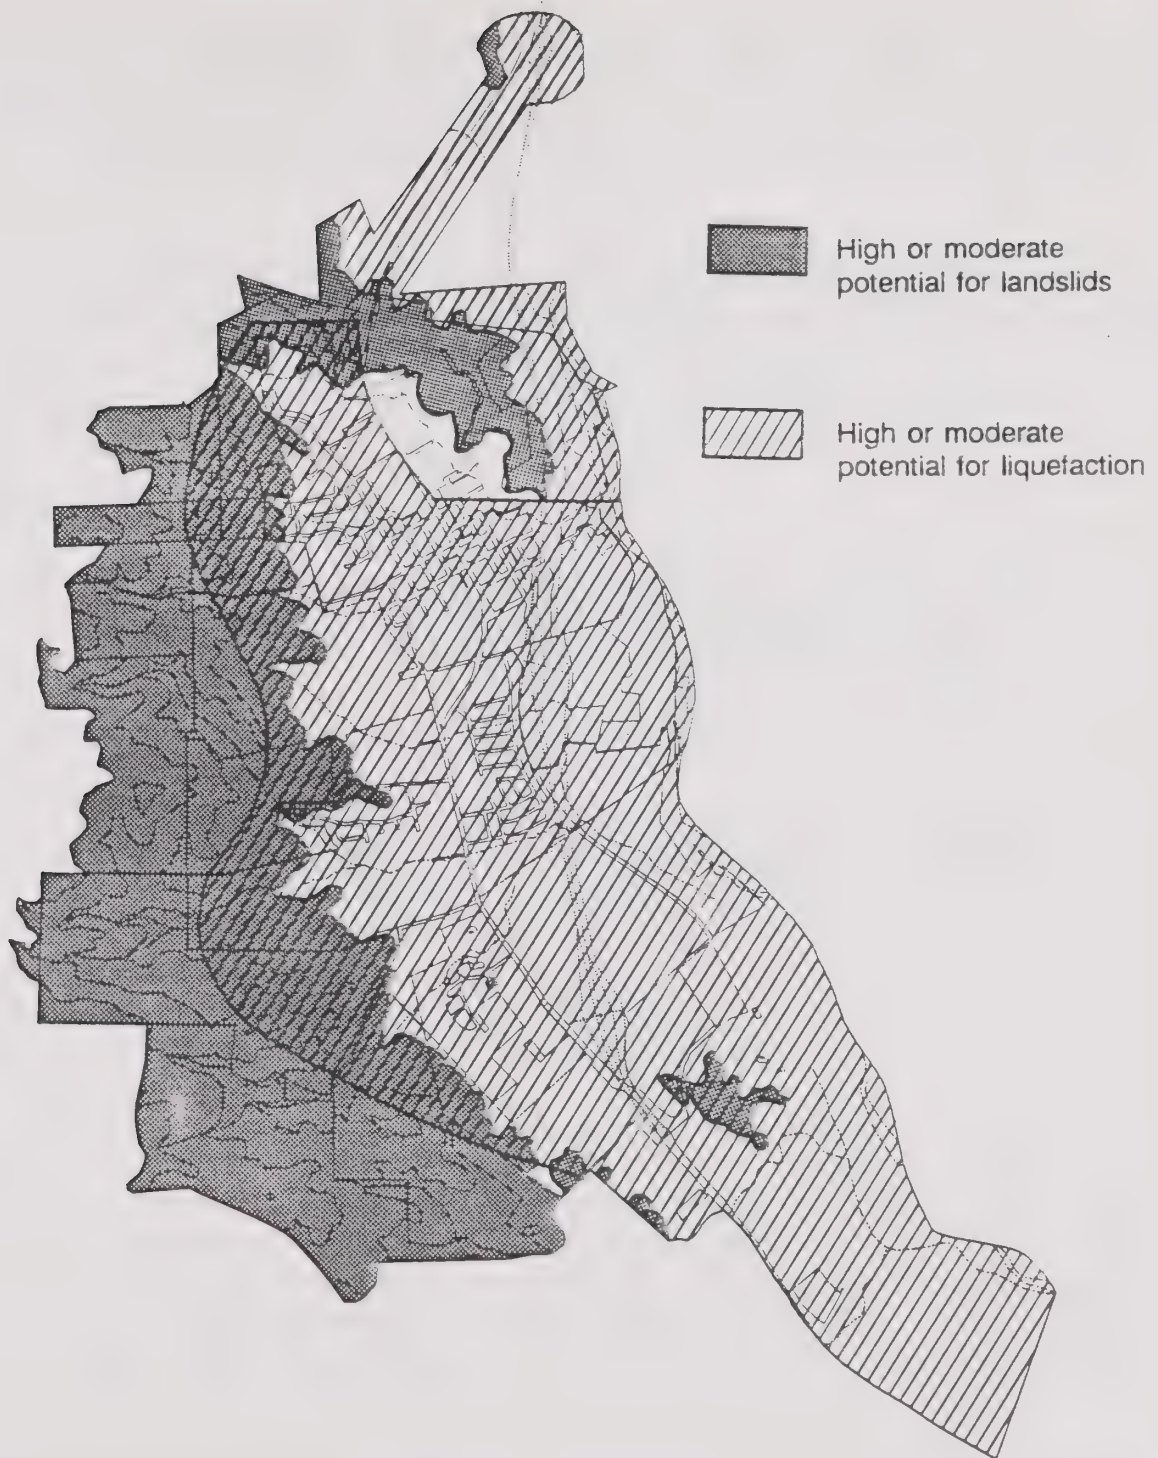 High or moderate
potential for landslids
High or moderate
potential for liquefaction